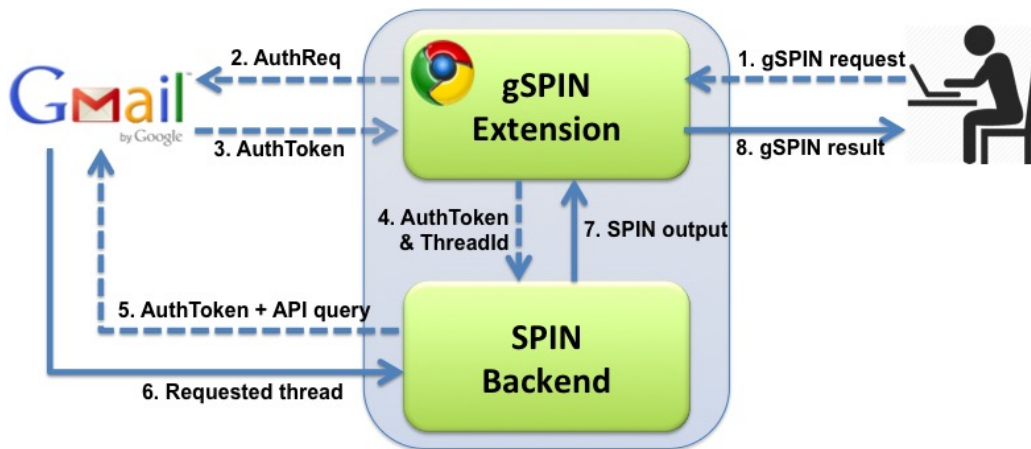 2. AuthReq
1. gSPIN request
Gmail™
by Google
gSPIN
Extension
3. AuthToken
8. gSPIN result
4. AuthToken
& ThreadId
7. SPIN output
5. AuthToken + API query
SPIN
Backend
6. Requested thread